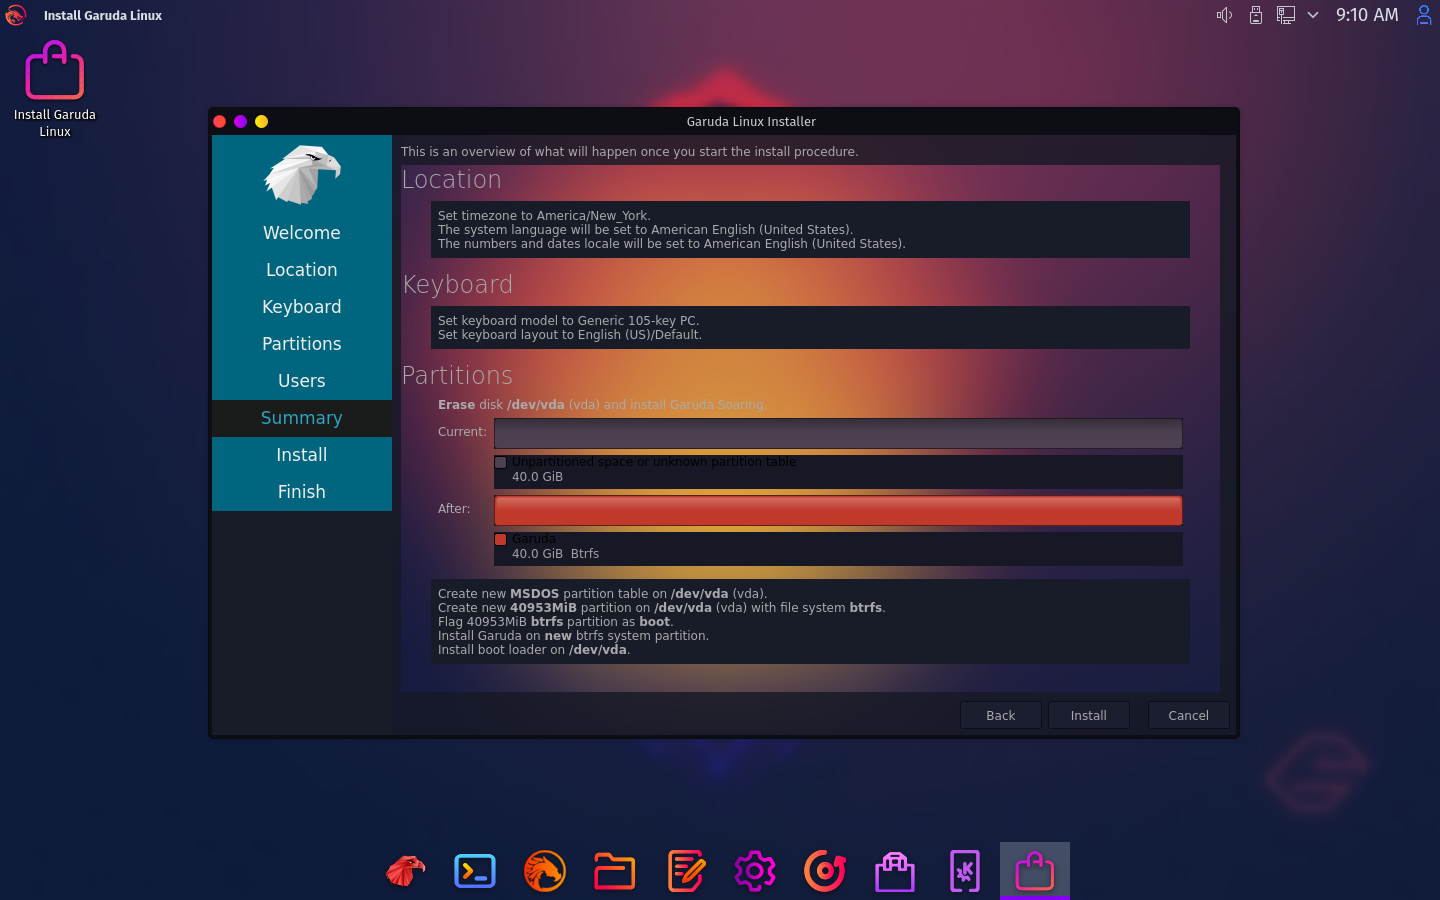 Install Garuda Linux
9:10 AM
Install Garuda
Linux
Garuda Linux Installer
Welcome
Location
Keyboard
Partitions
Users
Summary
Install
Finish
This is an overview of what will happen once you start the install procedure.
Location
Set timezone to America/New_York.
The system language will be set to American English (United States).
The numbers and dates locale will be set to American English (United States).
Keyboard
Set keyboard model to Generic 105-key PC.
Set keyboard layout to English (US)/Default.
Partitions
Erase disk /dev/vda (vda) and install Garuda Soaring.
Current:
Unpartitioned space or unknown partition table
40.0 GiB
After:
Garuda
40.0 GiB Btrfs
Create new MSDOS partition table on /dev/vda (vda).
Create new 40953MiB partition on /dev/vda (vda) with file system btrfs.
Flag 40953MiB btrfs partition as boot.
Install Garuda on new btrfs system partition.
Install boot loader on /dev/vda.
Back
Install
Cancel